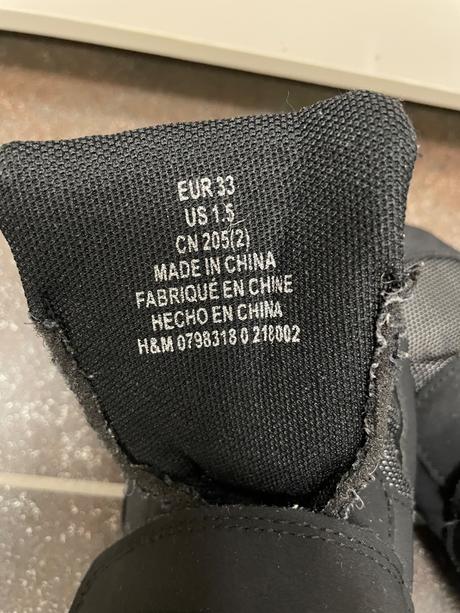 EUR 33
US 1.5
CN 205(2)
MADE IN CHINA
FABRIQUÉ EN CHINE
HECHO EN CHINA
H&M 0798318 0 218002